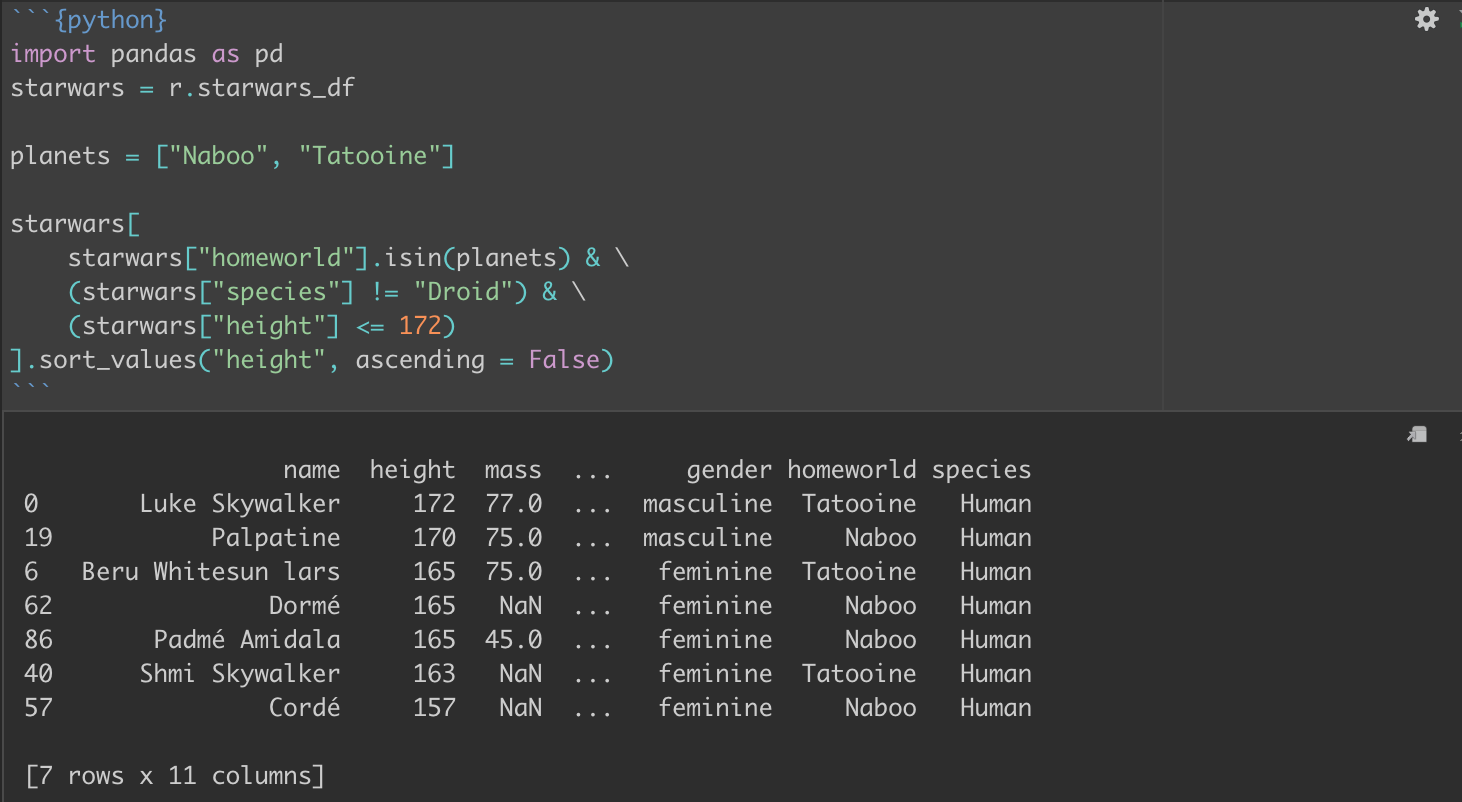 ```{python}
import pandas as pd
starwars = r.starwars_df
planets = ["Naboo", "Tatooine"]
starwars[
    starwars["homeworld"].isin(planets) & \
    (starwars["species"] != "Droid") & \
    (starwars["height"] <= 172)
].sort_values("height", ascending = False)
```
                  name  height  mass  ...     gender homeworld species
0       Luke Skywalker     172  77.0  ...  masculine  Tatooine   Human
19           Palpatine     170  75.0  ...  masculine     Naboo   Human
6   Beru Whitesun lars     165  75.0  ...   feminine  Tatooine   Human
62               Dormé     165   NaN  ...   feminine     Naboo   Human
86       Padmé Amidala     165  45.0  ...   feminine     Naboo   Human
40      Shmi Skywalker     163   NaN  ...   feminine  Tatooine   Human
57               Cordé     157   NaN  ...   feminine     Naboo   Human
[7 rows x 11 columns]